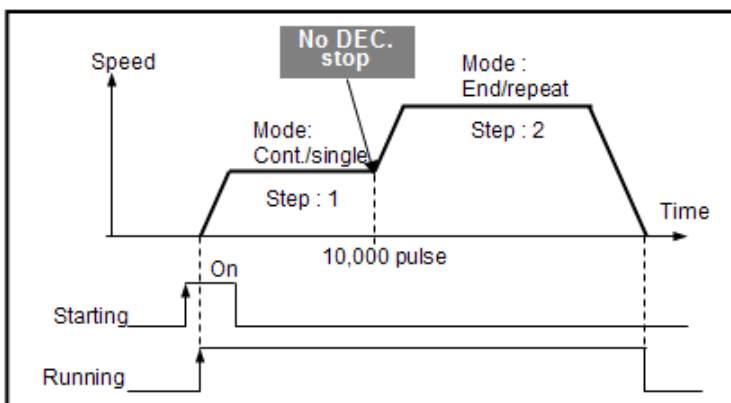 No DEC.
stop
Speed
Mode :
End/repeat
Mode:
Cont./single
Step : 2
Step : 1
Time
10,000 pulse
On
Starting
Running